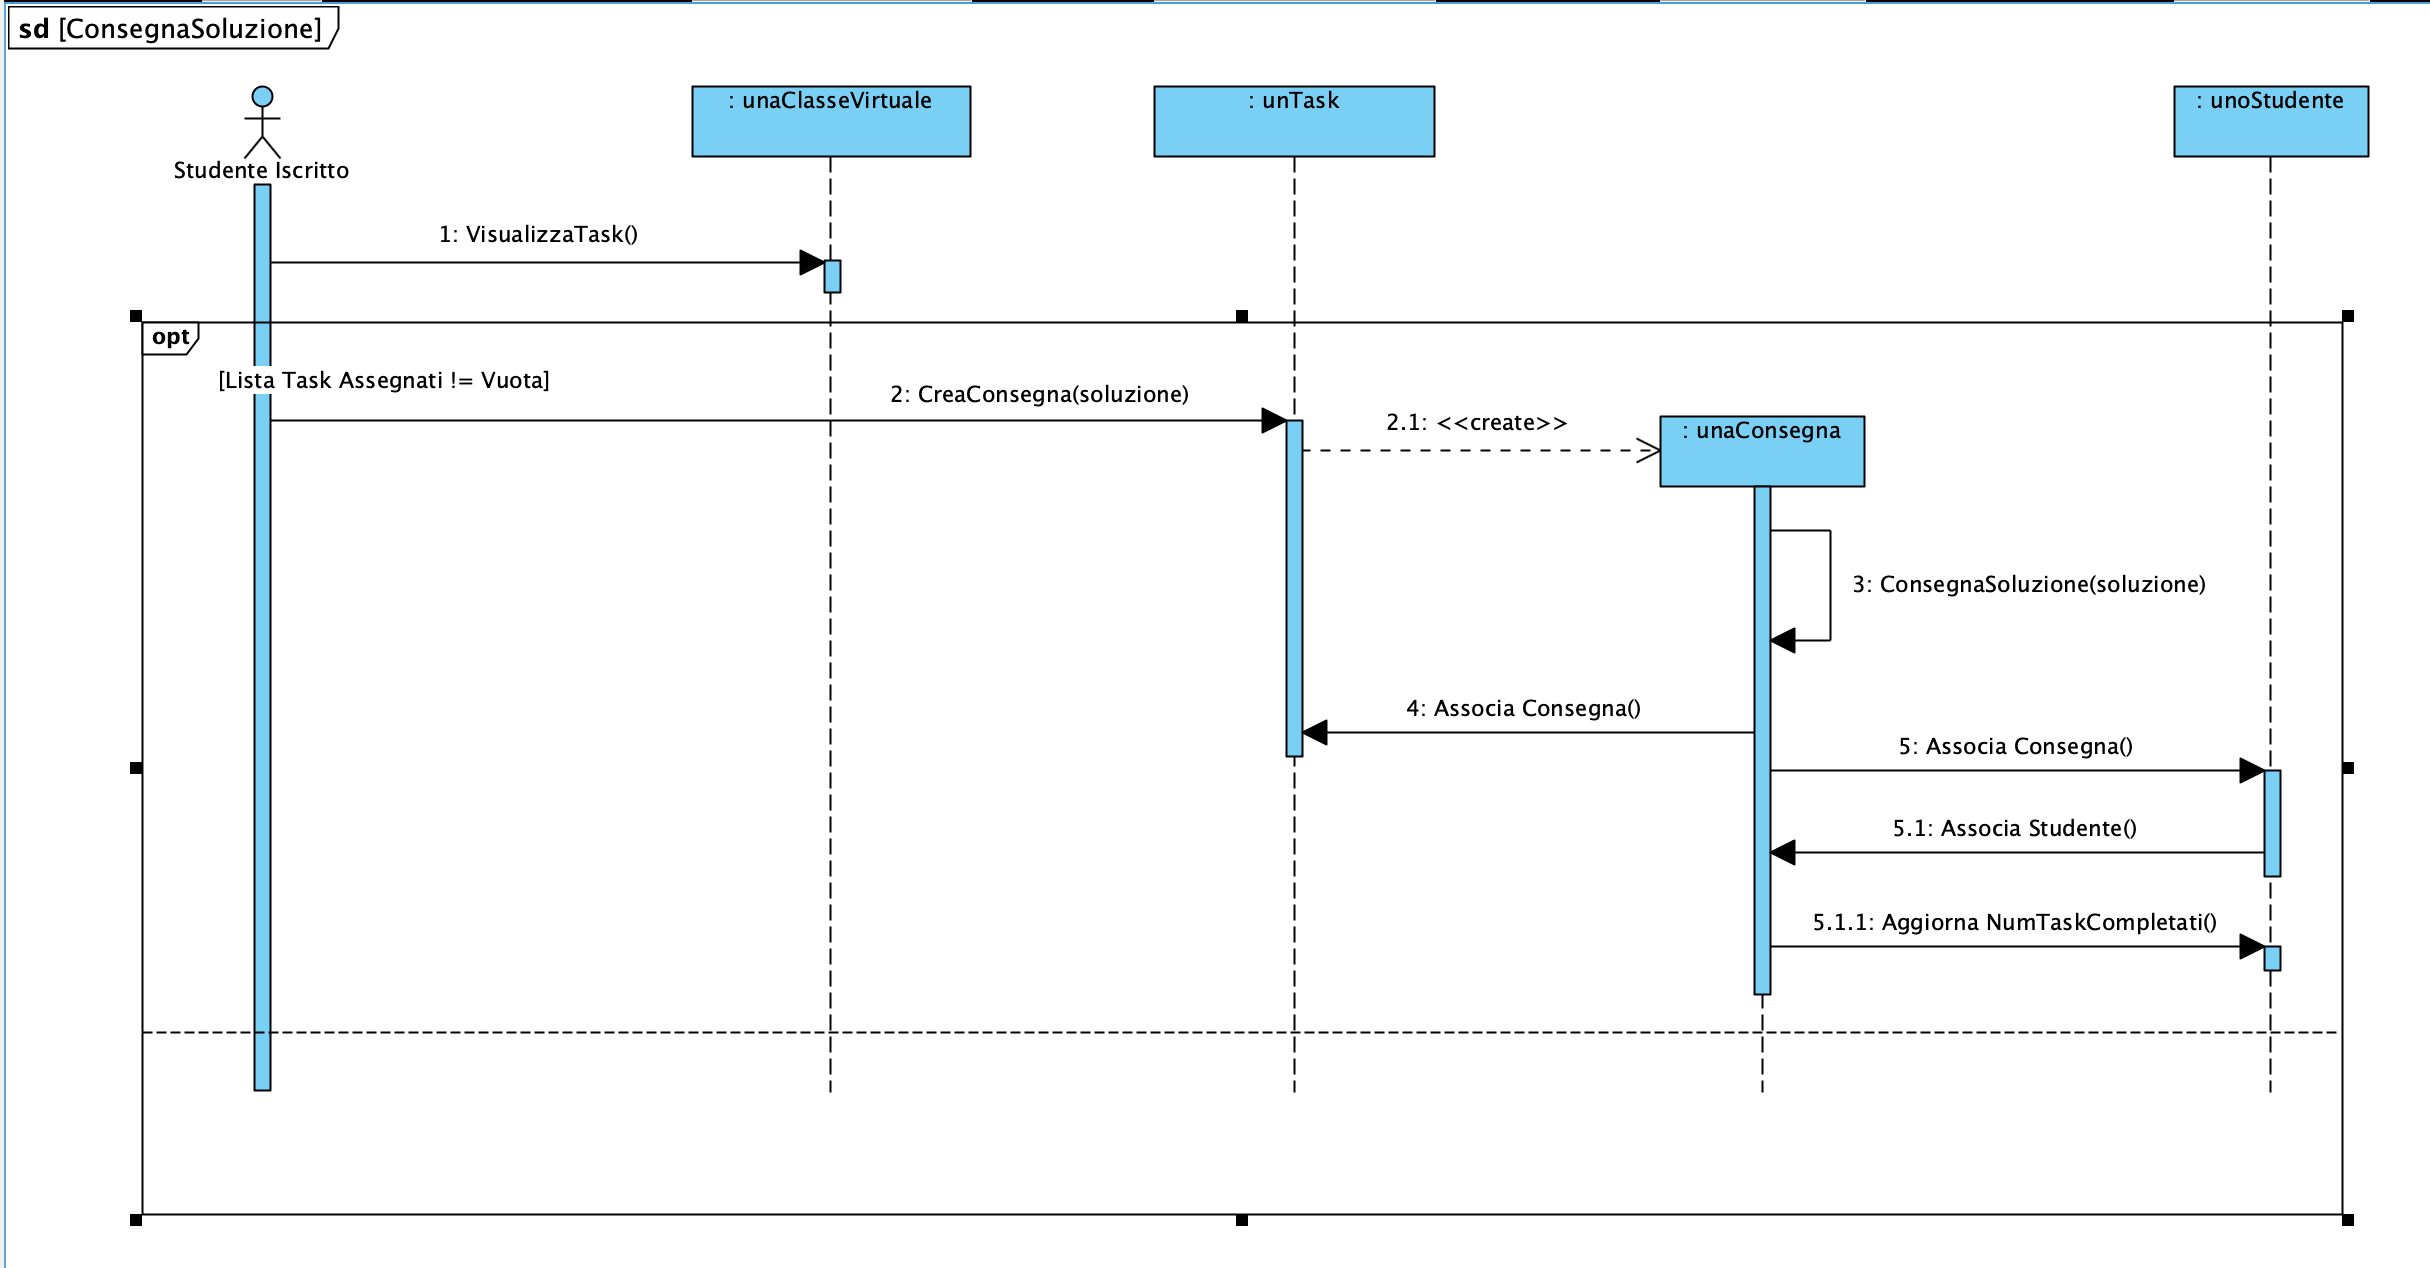 sd [ConsegnaSoluzione]
Studente Iscritto
: unaClasseVirtuale
: unTask
: unoStudente
1: VisualizzaTask()
opt
[Lista Task Assegnati != Vuota]
2: CreaConsegna(soluzione)
2.1: <<create>>
: unaConsegna
3: ConsegnaSoluzione(soluzione)
4: Associa Consegna()
5: Associa Consegna()
5.1: Associa Studente()
5.1.1: Aggiorna NumTaskCompletati()